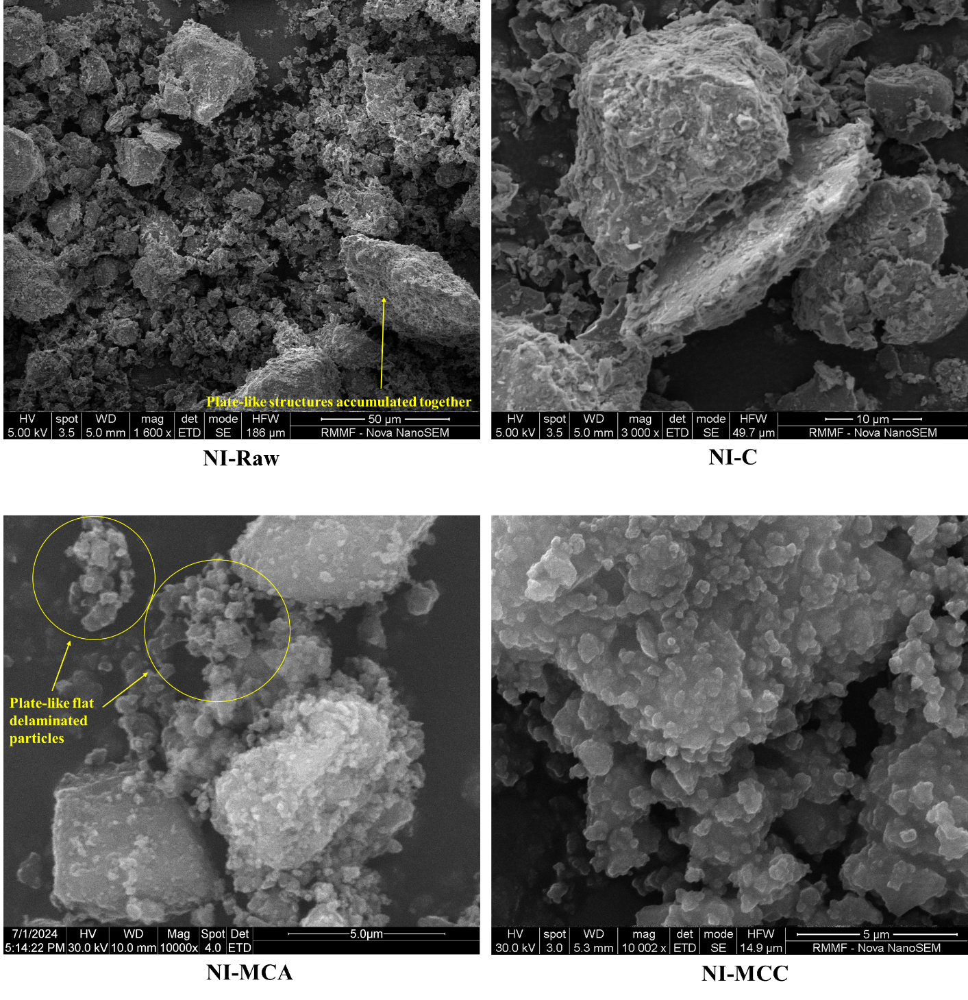 Plate-like structures accumulated together
HV spot WD mag det mode HFW 50 µm
5.00 kV 3.5 5.0 mm 1 600 x ETD SE 186 µm RMMF - Nova NanoSEM
NI-Raw
HV spot WD mag det mode HFW 10 µm
5.00 kV 3.5 5.0 mm 3 000 x ETD SE 49.7 µm RMMF - Nova NanoSEM
NI-C
Plate-like flat
delaminated
particles
7/1/2024 HV WD Mag Spot Det 5.0µm
5:14:22 PM 30.0 kV 10.0 mm 10000x 4.0 ETD
NI-MCA
HV spot WD mag det mode HFW 5 µm
30.00 kV 3.0 5.3 mm 10 002 x ETD SE 14.9 µm RMMF - Nova NanoSEM
NI-MCC